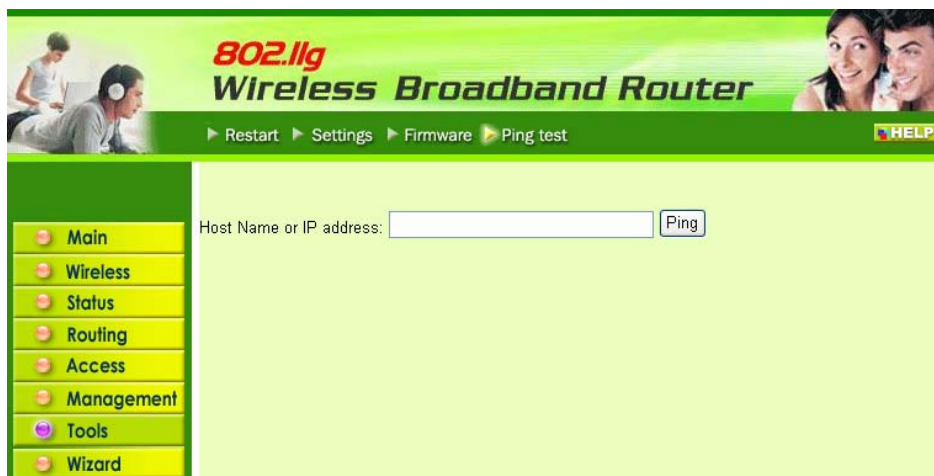 802.11g
Wireless Broadband Router
Restart Settings Firmware Ping test
HELP
Host Name or IP address: Ping
Main
Wireless
Status
Routing
Access
Management
Tools
Wizard